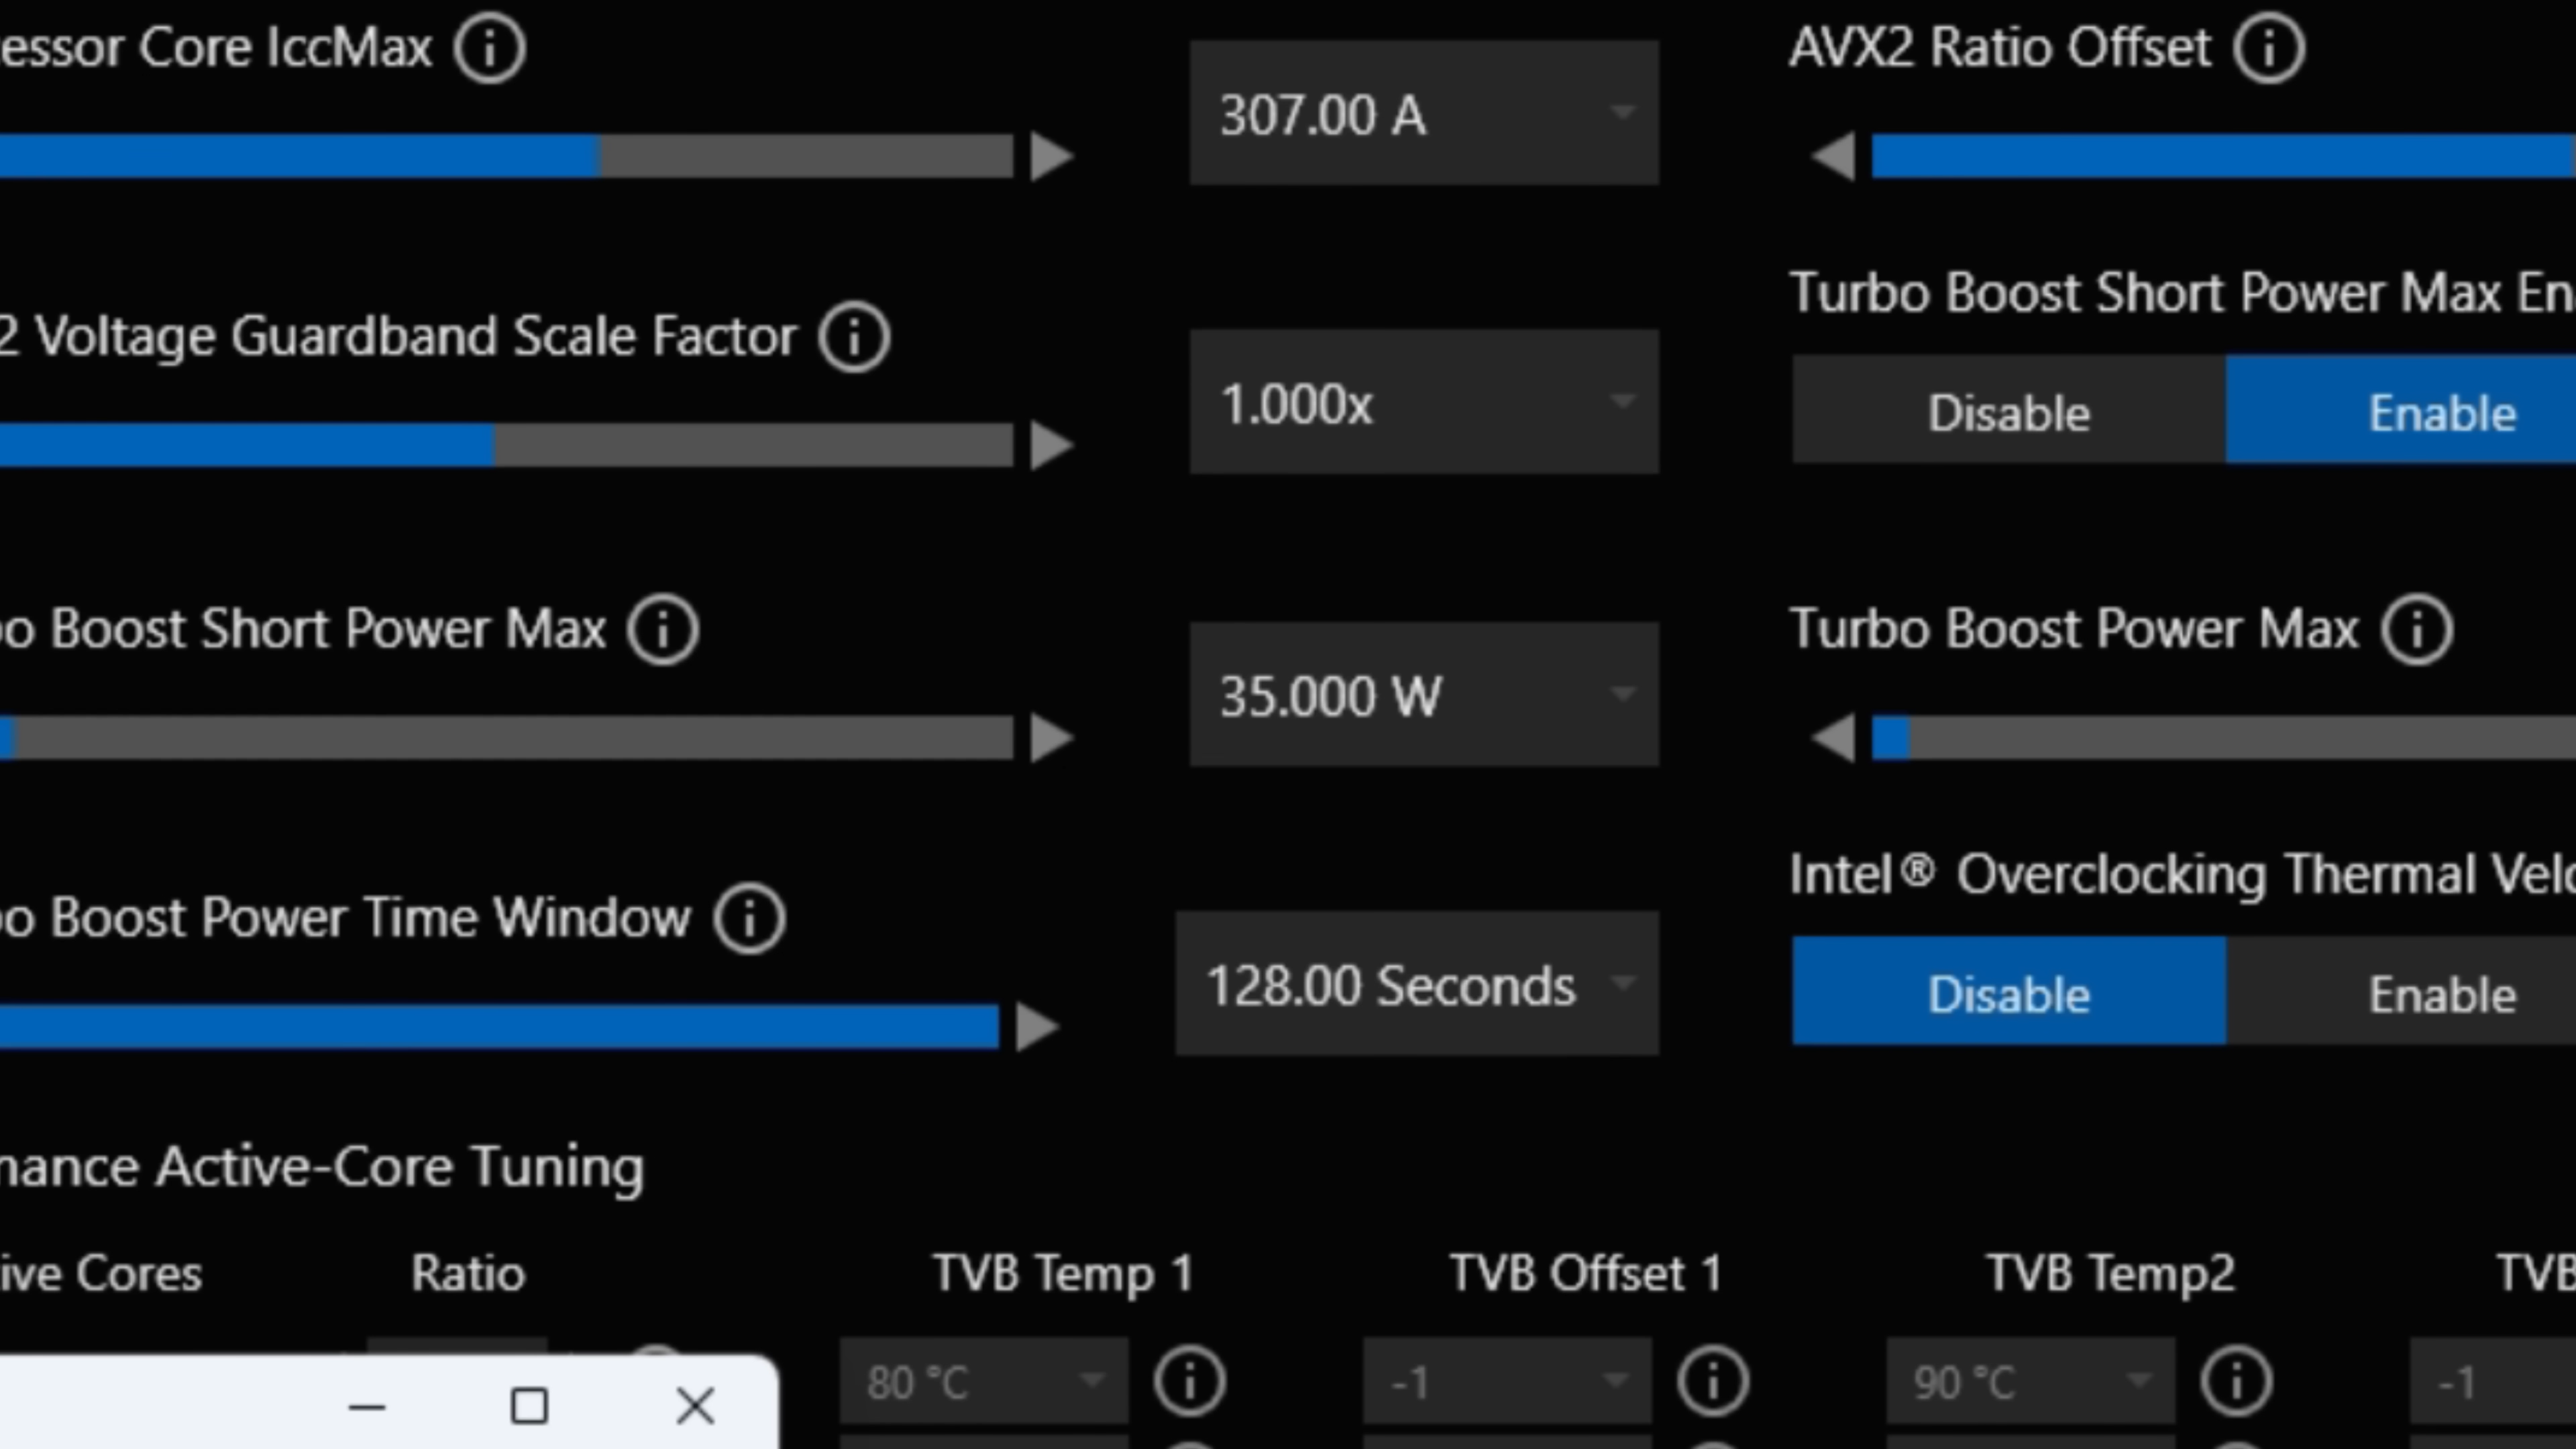 essor Core IccMax
307.00 A
AVX2 Ratio Offset
2 Voltage Guardband Scale Factor
1.000x
Turbo Boost Short Power Max En
Disable
Enable
bo Boost Short Power Max
35.000 W
Turbo Boost Power Max
bo Boost Power Time Window
128.00 Seconds
Intel® Overclocking Thermal Velo
Disable
Enable
mance Active-Core Tuning
ive Cores
Ratio
TVB Temp 1
TVB Offset 1
TVB Temp2
TVB
80 °C
-1
90 °C
-1